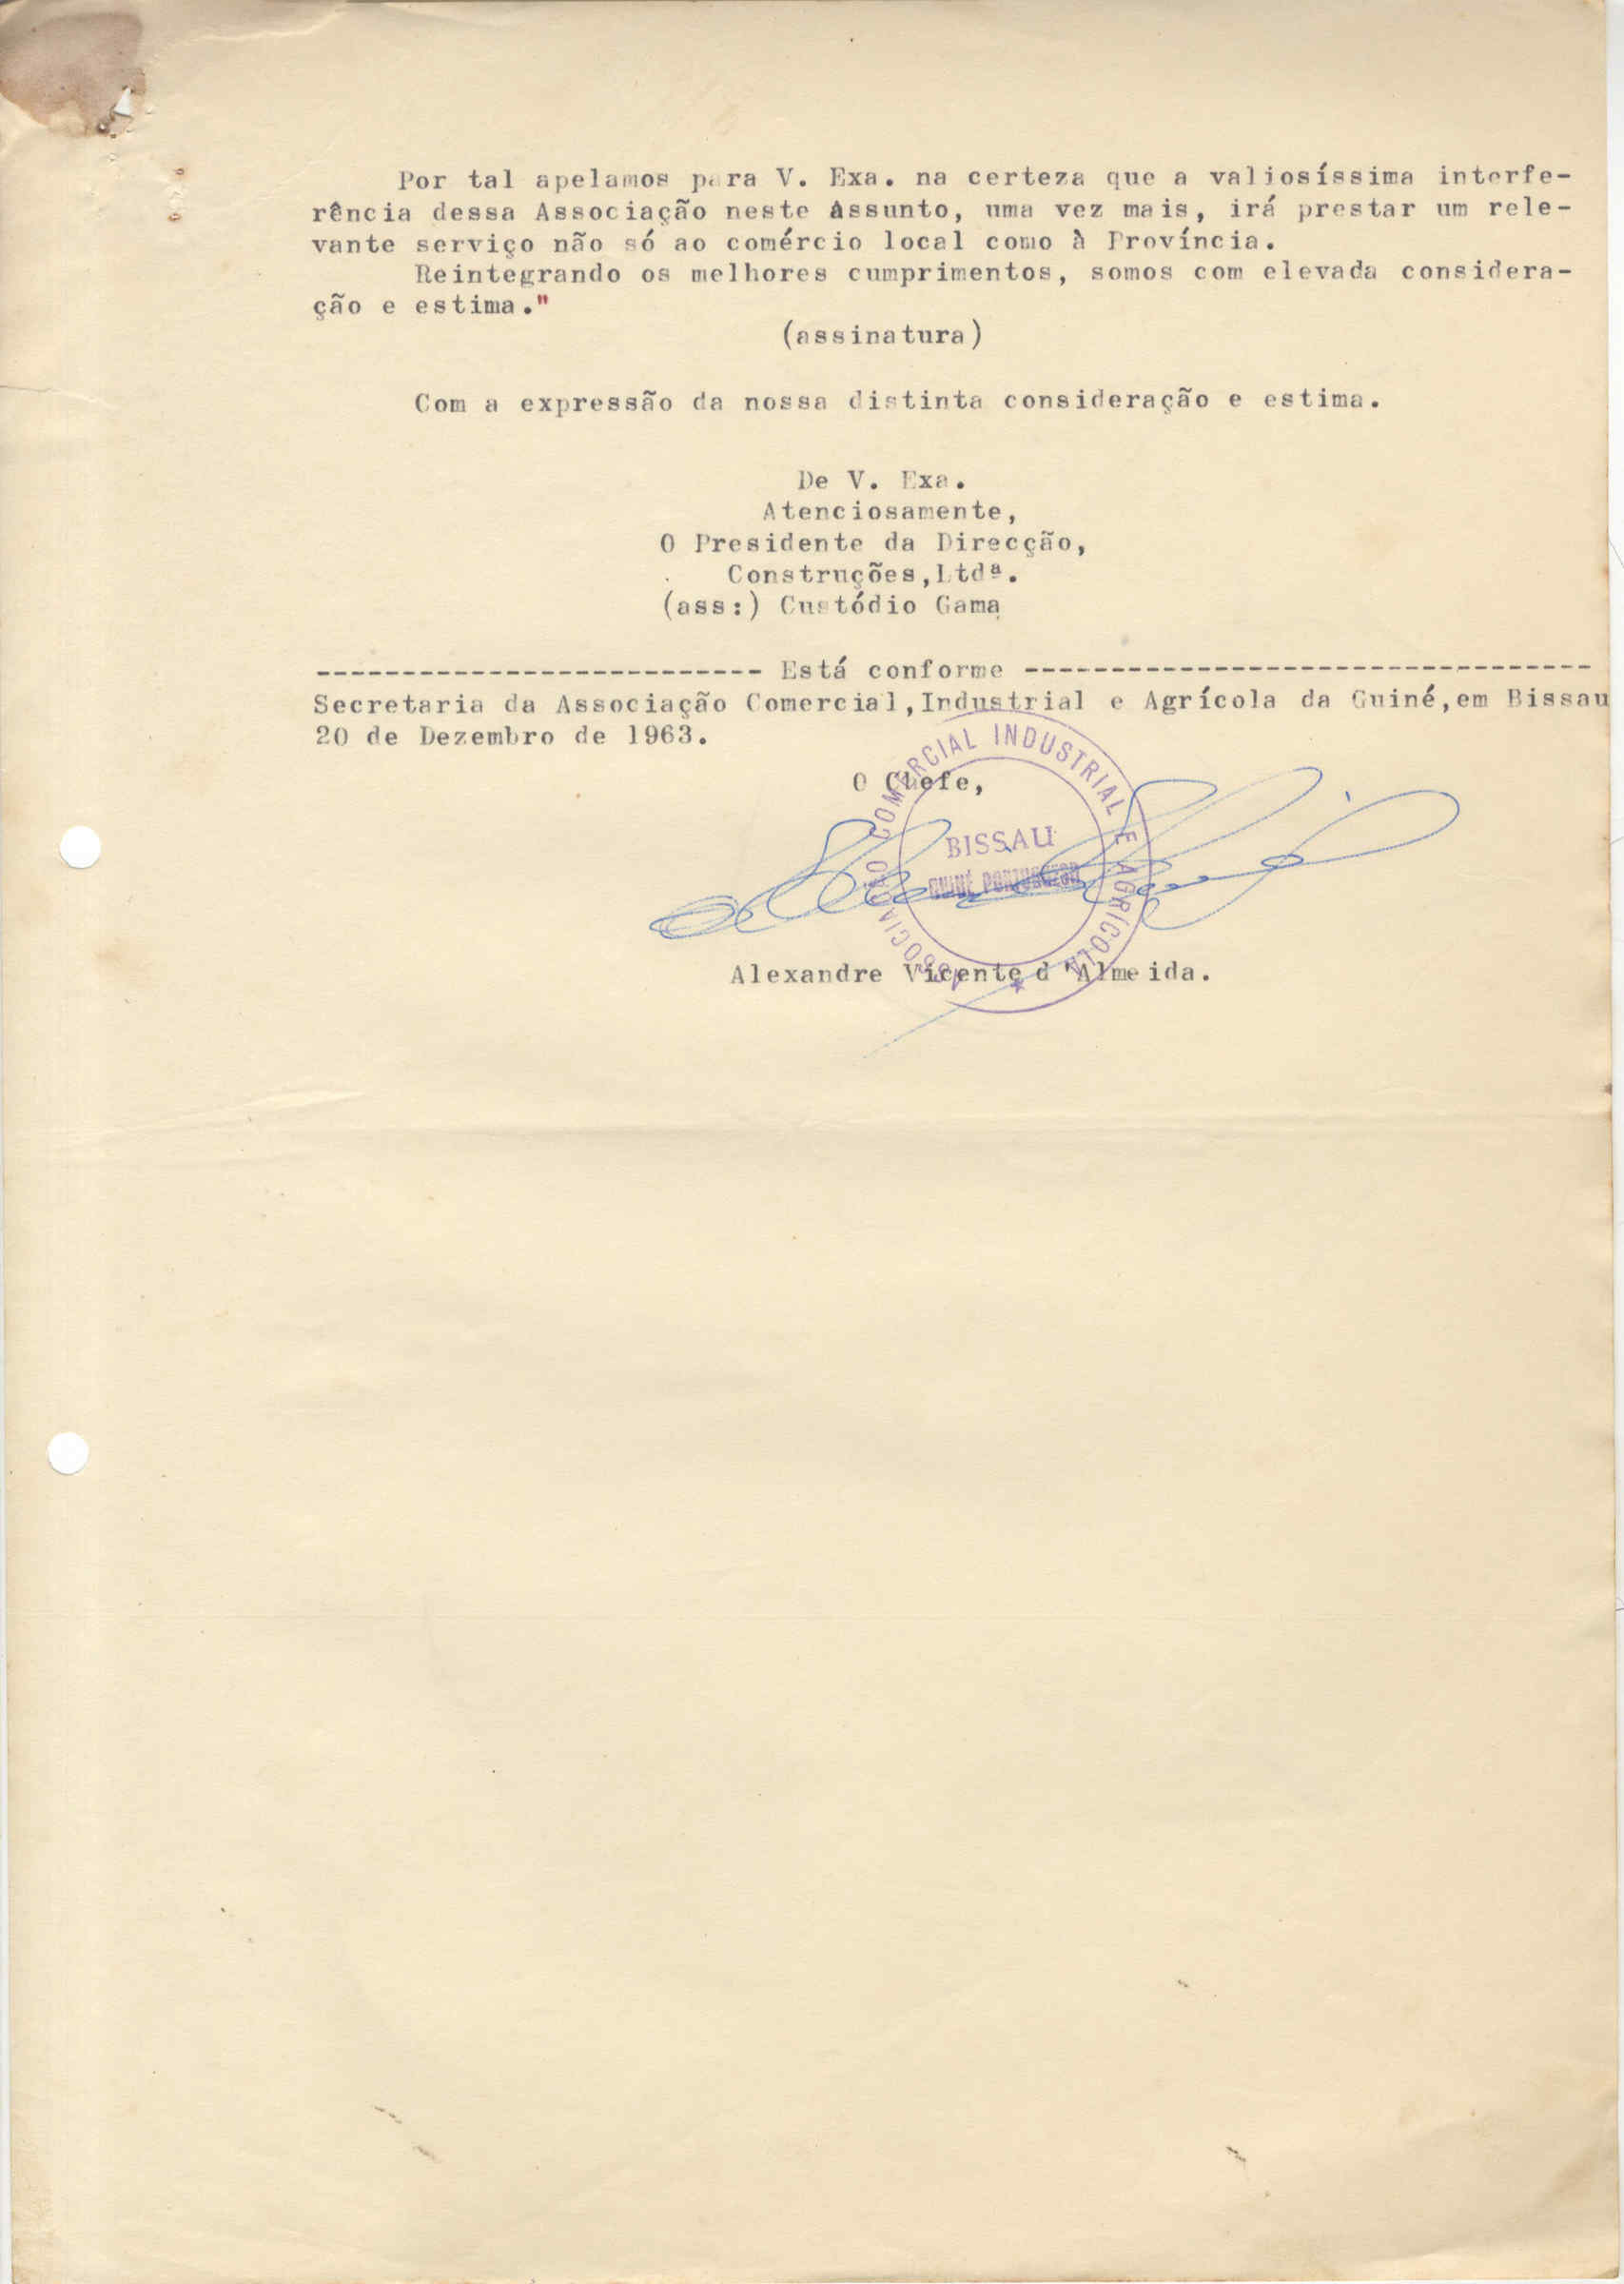 Por tal apelamos para V. Exa. na certeza que a valiosíssima interfe-
rência dessa Associação neste Assunto, uma vez mais, irá prestar um rele-
vante serviço não só ao comércio local como à Província.
Reintegrando os melhores cumprimentos, somos com elevada considera-
ção e estima."
(assinatura)
Com a expressão da nossa distinta consideração e estima.
De V. Exa.
Atenciosamente,
O Presidente da Direcção,
Construções,Ltdª.
(ass:) Custódio Gama
-------------------------- Está conforme ---------------------------------
Secretaria da Associação Comercial,Industrial e Agrícola da Guiné,em Bissau
20 de Dezembro de 1963.
O Chefe,
ASSOCIAÇÃO COMERCIAL INDUSTRIAL E AGRÍCOLA
BISSAU
GUINÉ PORTUGUESA
Alexandre Vicente d'Almeida.